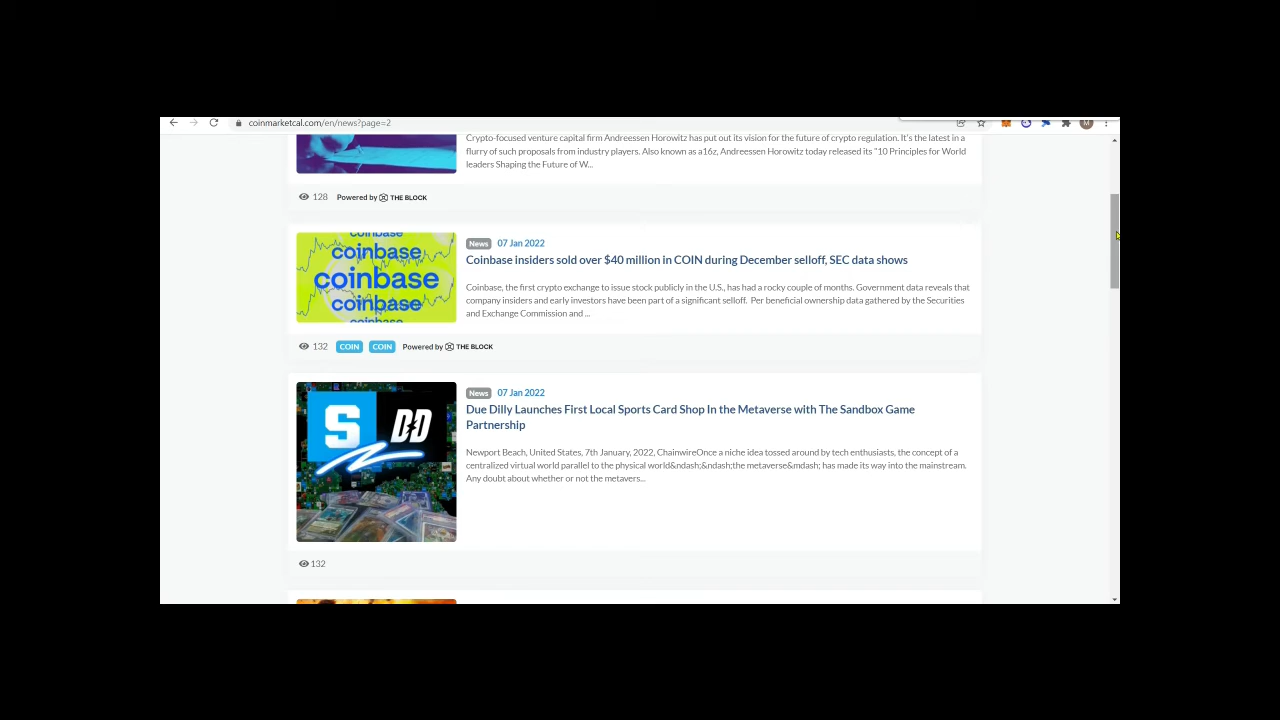 coinmarketcal.com/en/news?page=2
M
Crypto-focused venture capital firm Andreessen Horowitz has put out its vision for the future of crypto regulation. It's the latest in a
flurry of such proposals from industry players. Also known as a16z, Andreessen Horowitz today released its "10 Principles for World
leaders Shaping the Future of W...
128 Powered by THE BLOCK
coinbase
coinbase
coinbase
coinbase
coinbase
News 07 Jan 2022
Coinbase insiders sold over $40 million in COIN during December selloff, SEC data shows
Coinbase, the first crypto exchange to issue stock publicly in the U.S., has had a rocky couple of months. Government data reveals that
company insiders and early investors have been part of a significant selloff. Per beneficial ownership data gathered by the Securities
and Exchange Commission and ...
132 COIN COIN Powered by THE BLOCK
S DD
News 07 Jan 2022
Due Dilly Launches First Local Sports Card Shop In the Metaverse with The Sandbox Game
Partnership
Newport Beach, United States, 7th January, 2022, ChainwireOnce a niche idea tossed around by tech enthusiasts, the concept of a
centralized virtual world parallel to the physical world&ndash;&ndash;the metaverse&mdash; has made its way into the mainstream.
Any doubt about whether or not the metavers...
132